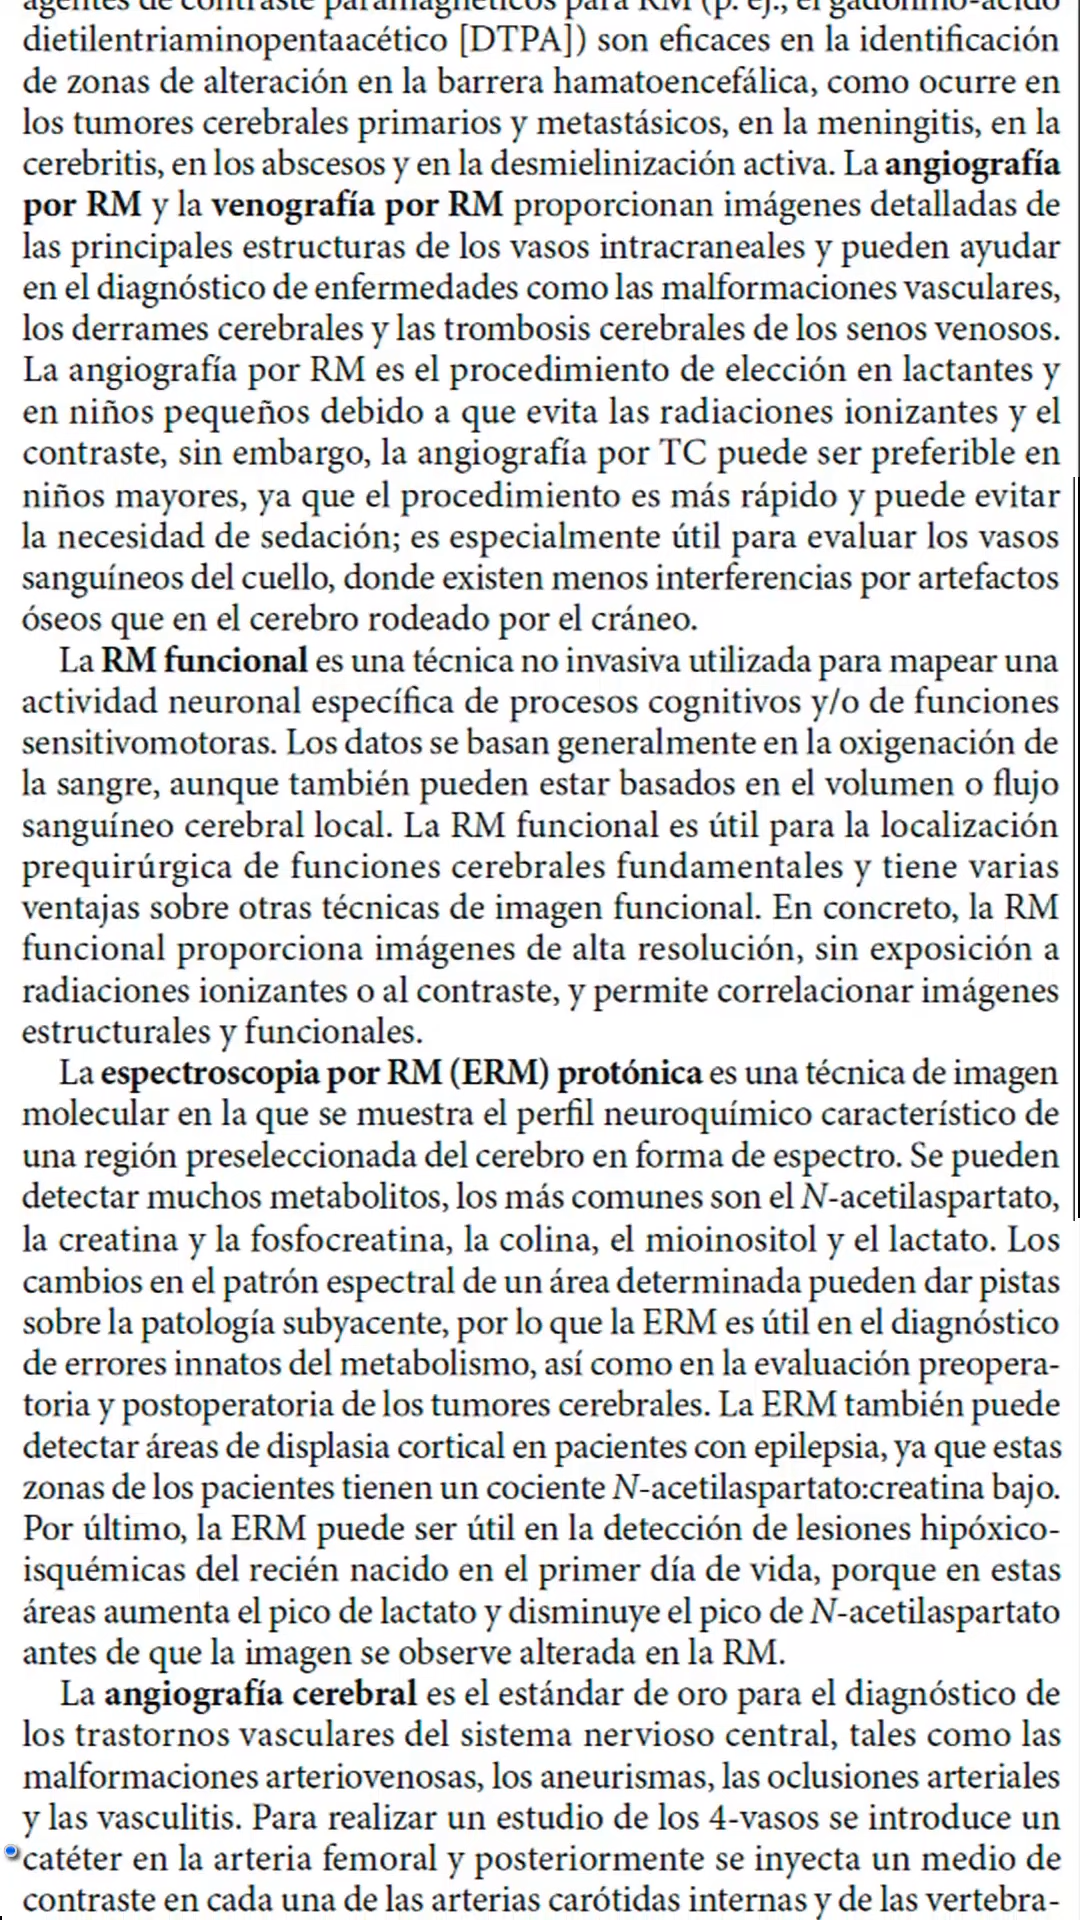 agentes de contraste paramagnéticos para RM (p. ej., el gadolinio-ácido
dietilentriaminopentaacético [DTPA]) son eficaces en la identificación
de zonas de alteración en la barrera hamatoencefálica, como ocurre en
los tumores cerebrales primarios y metastásicos, en la meningitis, en la
cerebritis, en los abscesos y en la desmielinización activa. La angiografía
por RM y la venografía por RM proporcionan imágenes detalladas de
las principales estructuras de los vasos intracraneales y pueden ayudar
en el diagnóstico de enfermedades como las malformaciones vasculares,
los derrames cerebrales y las trombosis cerebrales de los senos venosos.
La angiografía por RM es el procedimiento de elección en lactantes y
en niños pequeños debido a que evita las radiaciones ionizantes y el
contraste, sin embargo, la angiografía por TC puede ser preferible en
niños mayores, ya que el procedimiento es más rápido y puede evitar
la necesidad de sedación; es especialmente útil para evaluar los vasos
sanguíneos del cuello, donde existen menos interferencias por artefactos
óseos que en el cerebro rodeado por el cráneo.
La RM funcional es una técnica no invasiva utilizada para mapear una
actividad neuronal específica de procesos cognitivos y/o de funciones
sensitivomotoras. Los datos se basan generalmente en la oxigenación de
la sangre, aunque también pueden estar basados en el volumen o flujo
sanguíneo cerebral local. La RM funcional es útil para la localización
prequirúrgica de funciones cerebrales fundamentales y tiene varias
ventajas sobre otras técnicas de imagen funcional. En concreto, la RM
funcional proporciona imágenes de alta resolución, sin exposición a
radiaciones ionizantes o al contraste, y permite correlacionar imágenes
estructurales y funcionales.
La espectroscopia por RM (ERM) protónica es una técnica de imagen
molecular en la que se muestra el perfil neuroquímico característico de
una región preseleccionada del cerebro en forma de espectro. Se pueden
detectar muchos metabolitos, los más comunes son el N-acetilaspartato,
la creatina y la fosfocreatina, la colina, el mioinositol y el lactato. Los
cambios en el patrón espectral de un área determinada pueden dar pistas
sobre la patología subyacente, por lo que la ERM es útil en el diagnóstico
de errores innatos del metabolismo, así como en la evaluación preopera-
toria y postoperatoria de los tumores cerebrales. La ERM también puede
detectar áreas de displasia cortical en pacientes con epilepsia, ya que estas
zonas de los pacientes tienen un cociente N-acetilaspartato:creatina bajo.
Por último, la ERM puede ser útil en la detección de lesiones hipóxico-
isquémicas del recién nacido en el primer día de vida, porque en estas
áreas aumenta el pico de lactato y disminuye el pico de N-acetilaspartato
antes de que la imagen se observe alterada en la RM.
La angiografía cerebral es el estándar de oro para el diagnóstico de
los trastornos vasculares del sistema nervioso central, tales como las
malformaciones arteriovenosas, los aneurismas, las oclusiones arteriales
y las vasculitis. Para realizar un estudio de los 4-vasos se introduce un
catéter en la arteria femoral y posteriormente se inyecta un medio de
contraste en cada una de las arterias carótidas internas y de las vertebra-